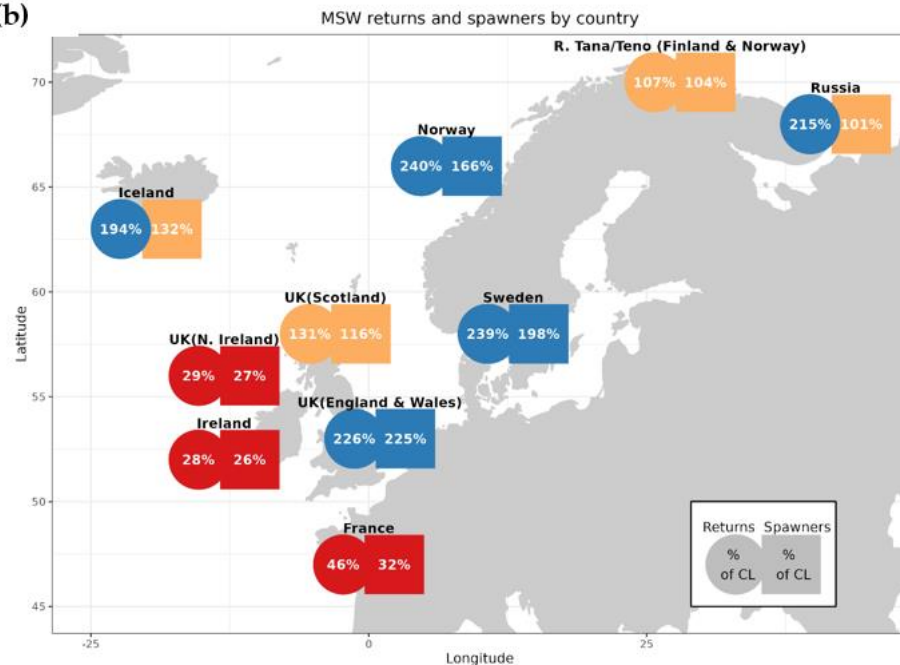 (b)
MSW returns and spawners by country
R. Tana/Teno (Finland & Norway)
107% 104%
Russia
215% 101%
Norway
240% 166%
Iceland
194% 132%
UK(Scotland)
131% 116%
Sweden
239% 198%
UK(N. Ireland)
29% 27%
UK(England & Wales)
226% 225%
Ireland
28% 26%
France
46% 32%
Returns Spawners
% %
of CL of CL
70
65
60
55
50
45
Latitude
-25 0 25
Longitude